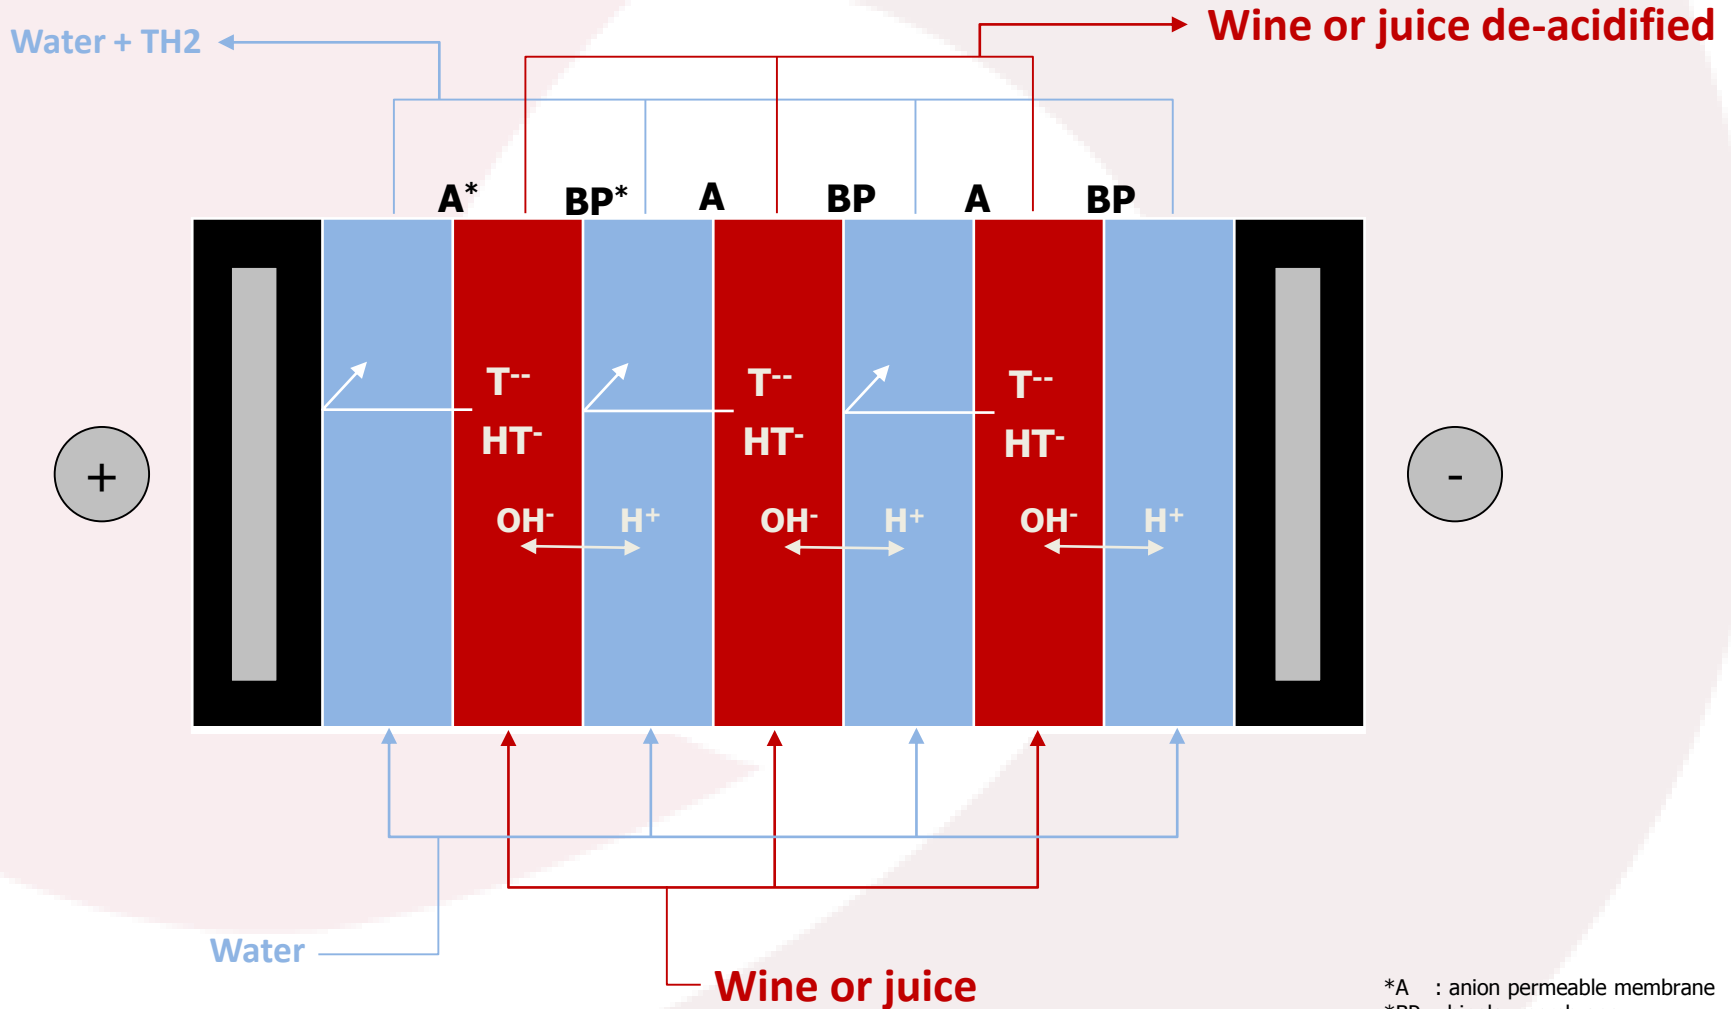 Wine or juice de-acidified
Water + TH2
A* BP* A BP A BP
T-- T-- T--
HT- HT- HT-
OH- H+ OH- H+ OH- H+
+ -
Water
Wine or juice
*A : anion permeable membrane